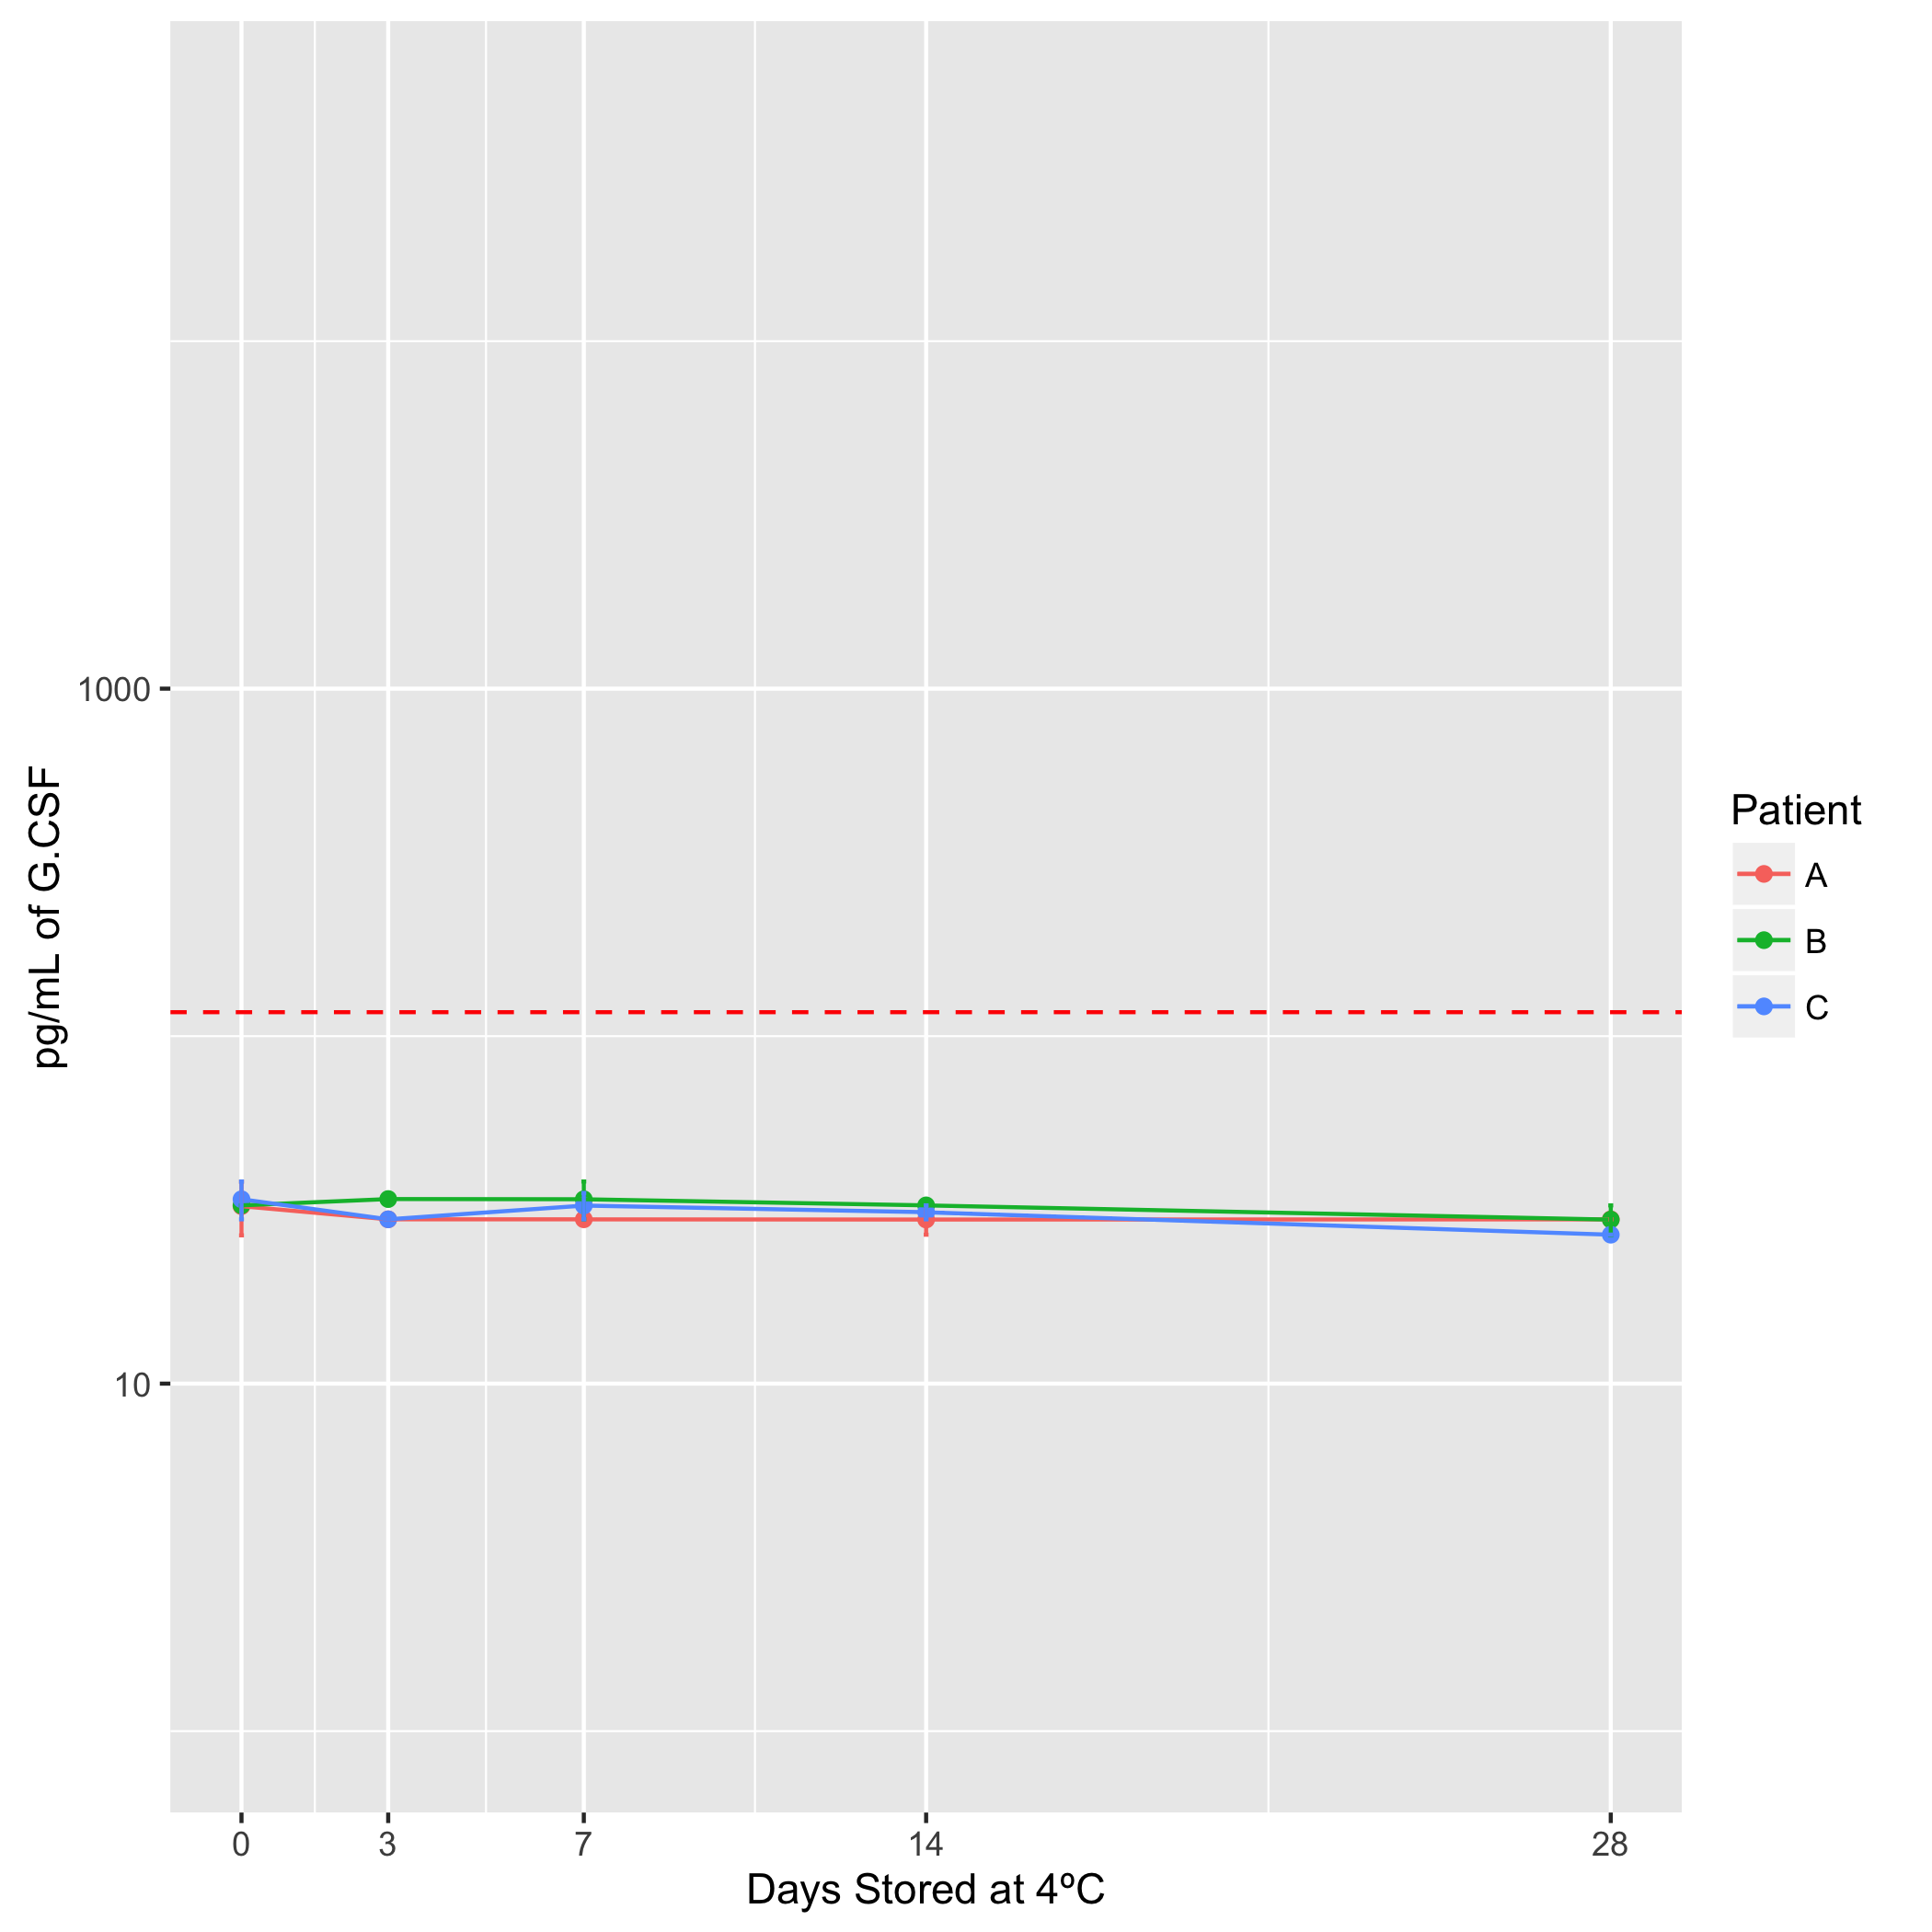 pg/mL of G.CSF
1000
10
0 3 7 14 28
Days Stored at 4ºC
Patient
A
B
C